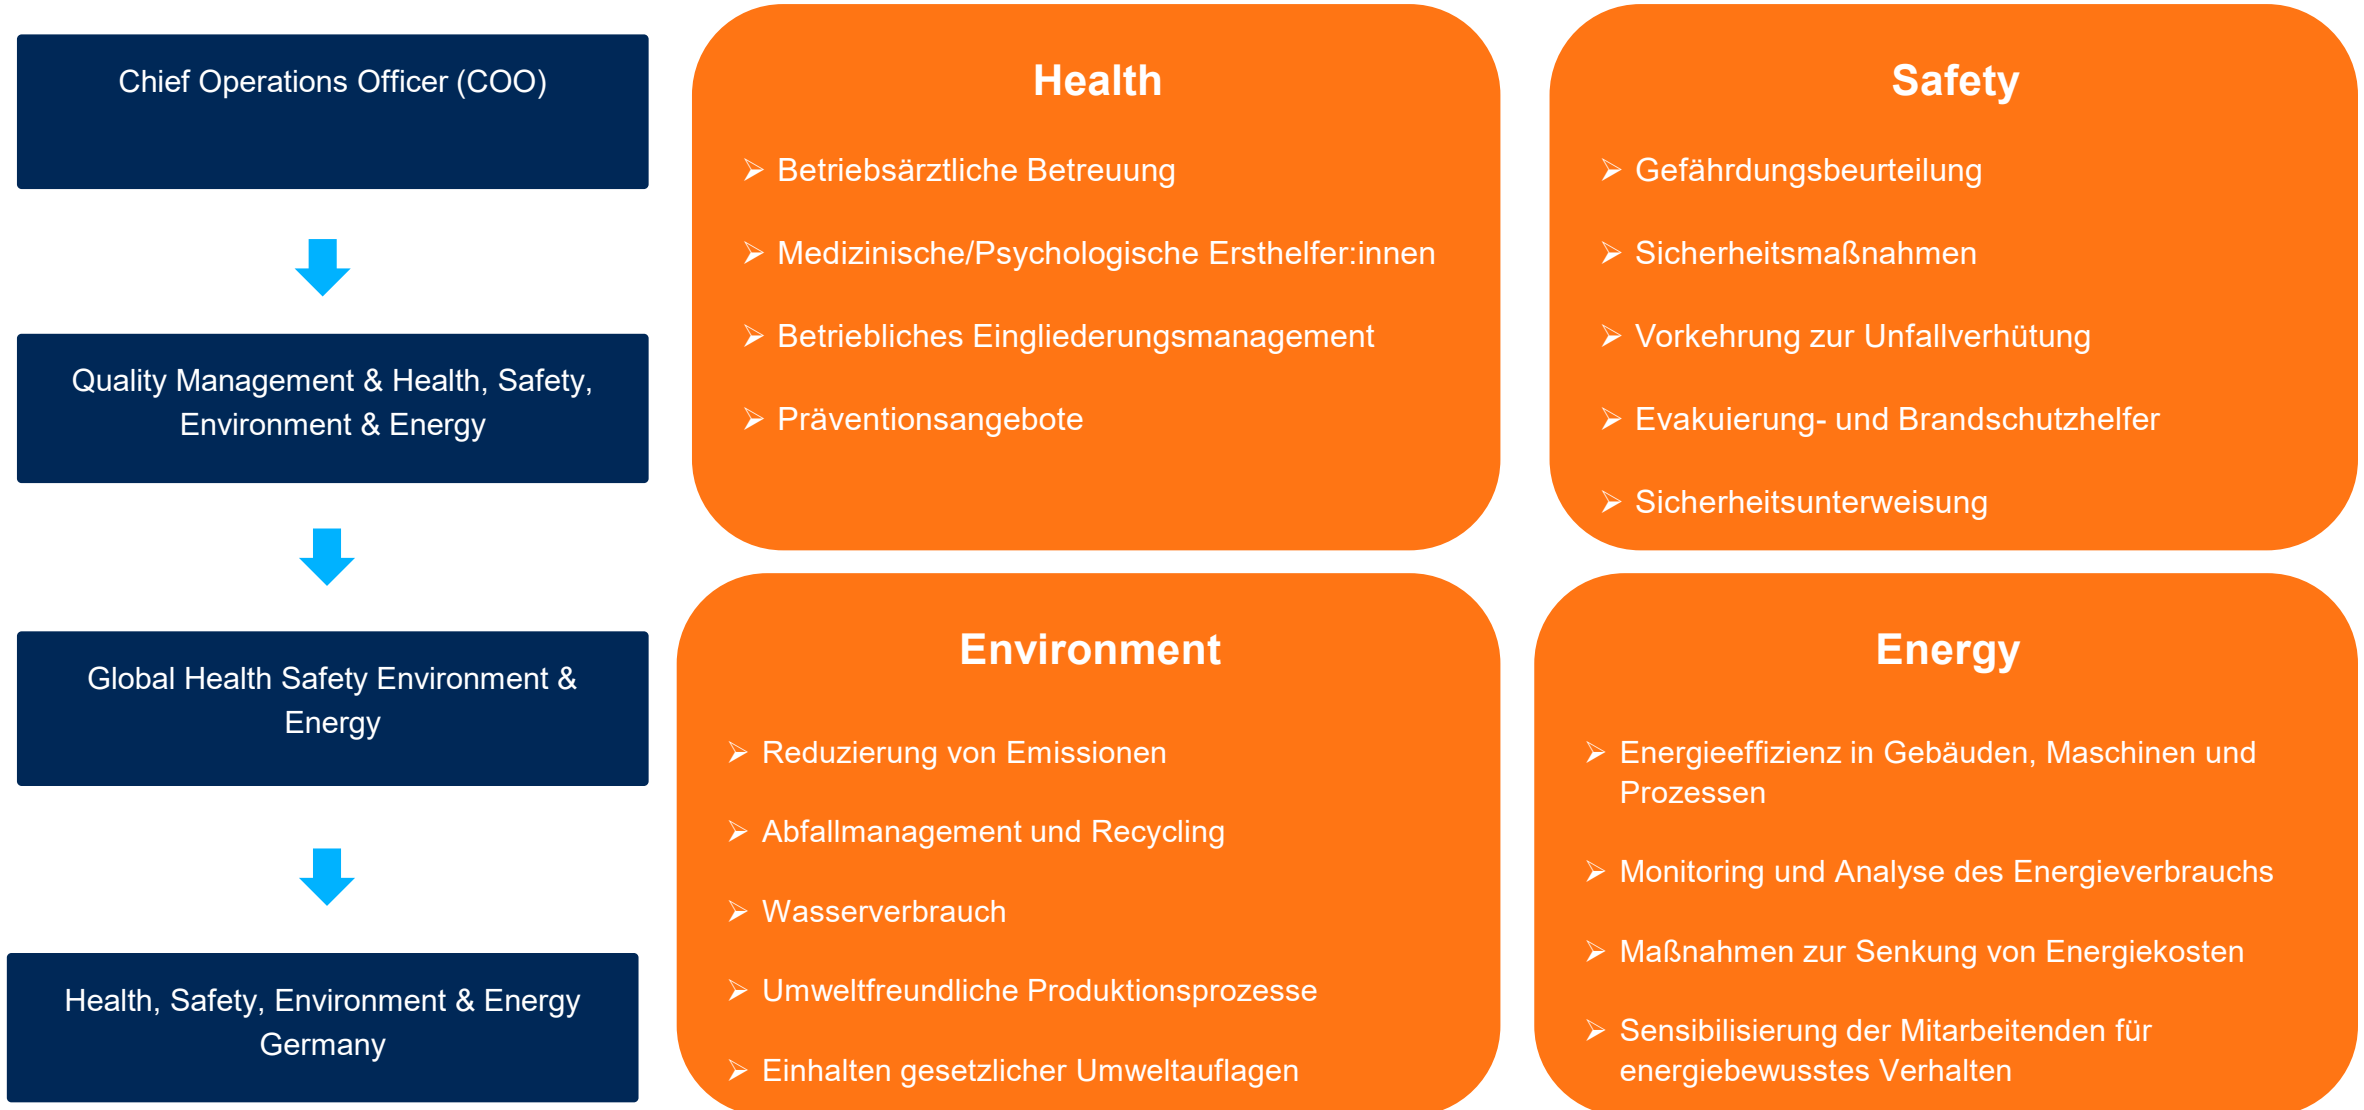 Chief Operations Officer (COO)
Quality Management & Health, Safety,
Environment & Energy
Global Health Safety Environment &
Energy
Health, Safety, Environment & Energy
Germany
Health
➢ Betriebsärztliche Betreuung
➢ Medizinische/Psychologische Ersthelfer:innen
➢ Betriebliches Eingliederungsmanagement
➢ Präventionsangebote
Safety
➢ Gefährdungsbeurteilung
➢ Sicherheitsmaßnahmen
➢ Vorkehrung zur Unfallverhütung
➢ Evakuierung- und Brandschutzhelfer
➢ Sicherheitsunterweisung
Environment
➢ Reduzierung von Emissionen
➢ Abfallmanagement und Recycling
➢ Wasserverbrauch
➢ Umweltfreundliche Produktionsprozesse
➢ Einhalten gesetzlicher Umweltauflagen
Energy
➢ Energieeffizienz in Gebäuden, Maschinen und
Prozessen
➢ Monitoring und Analyse des Energieverbrauchs
➢ Maßnahmen zur Senkung von Energiekosten
➢ Sensibilisierung der Mitarbeitenden für
energiebewusstes Verhalten